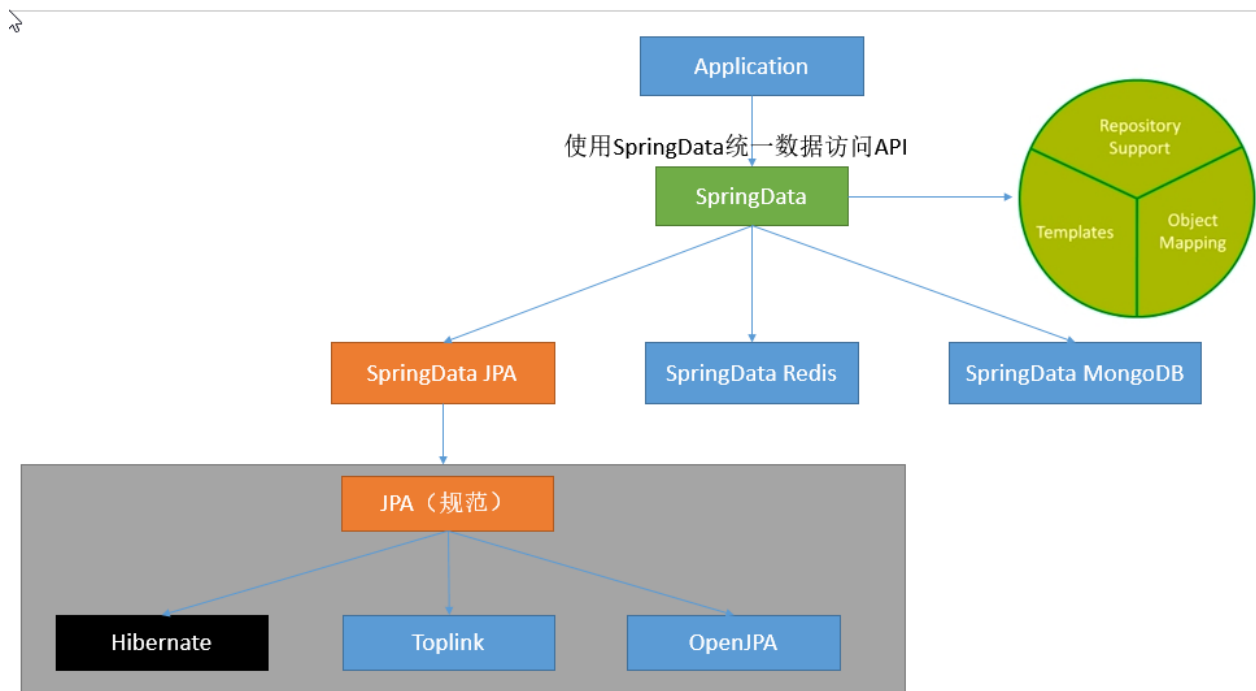 Application
使用SpringData统一数据访问API
Repository
Support
SpringData
Templates
Object
Mapping
SpringData JPA
SpringData Redis
SpringData MongoDB
JPA（规范）
Hibernate
Toplink
OpenJPA